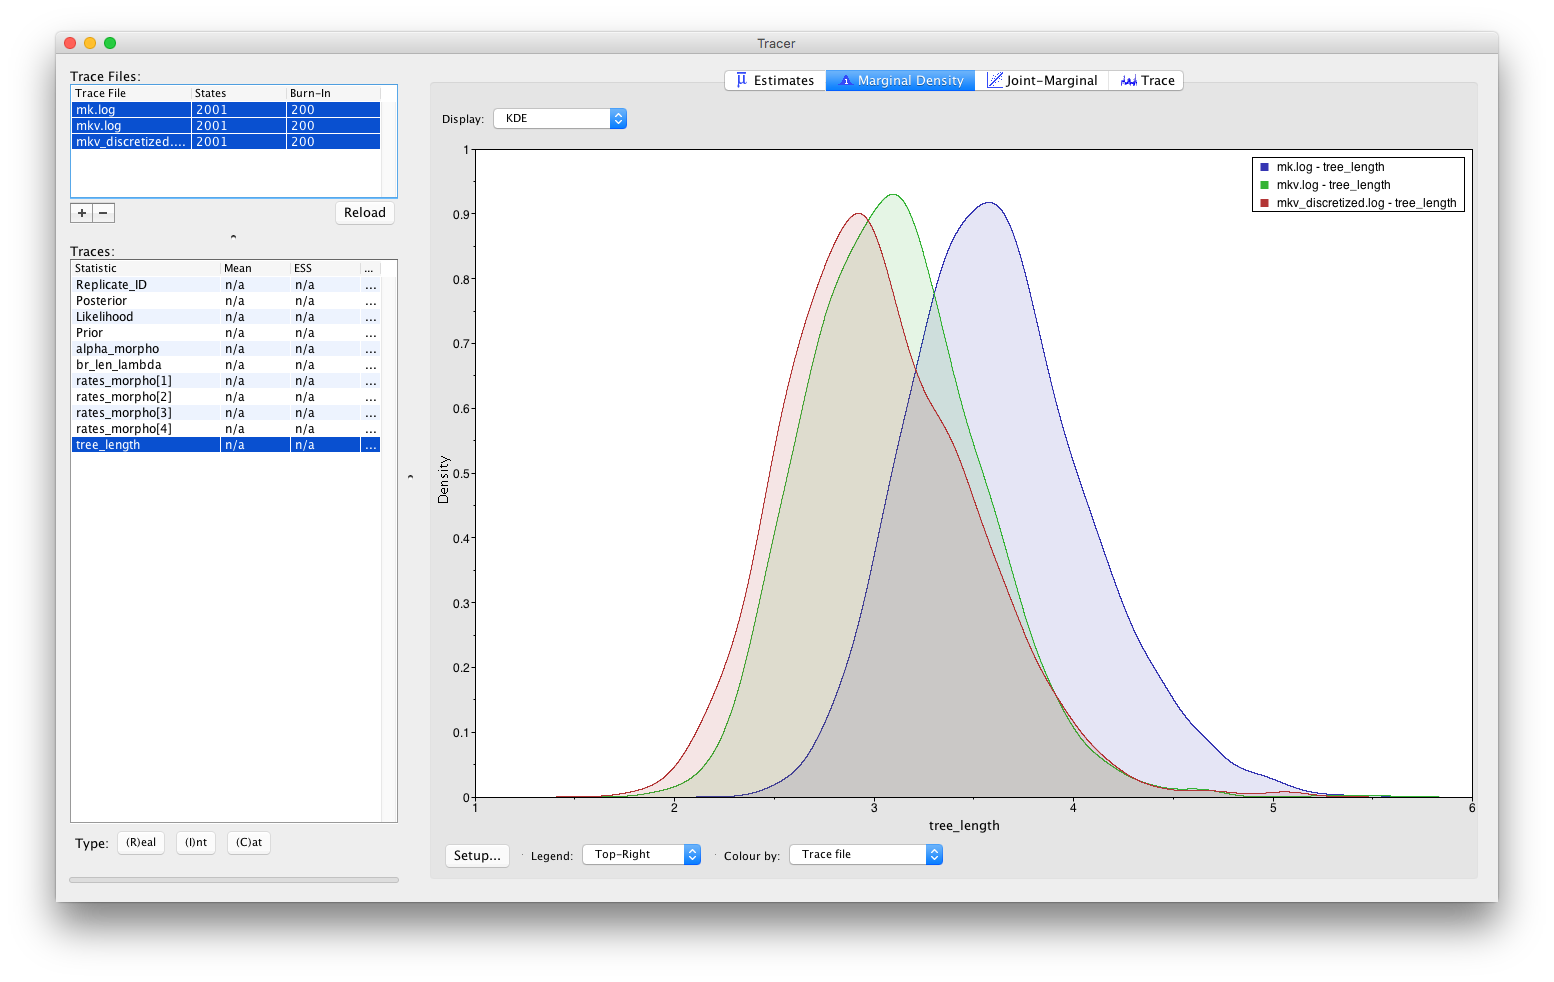 Tracer
Trace Files:
Trace File States Burn-In
mk.log 2001 200
mkv.log 2001 200
mkv_discretized.... 2001 200
+ −
Reload
Traces:
Statistic Mean ESS ...
Replicate_ID n/a n/a ...
Posterior n/a n/a ...
Likelihood n/a n/a ...
Prior n/a n/a ...
alpha_morpho n/a n/a ...
br_len_lambda n/a n/a ...
rates_morpho[1] n/a n/a ...
rates_morpho[2] n/a n/a ...
rates_morpho[3] n/a n/a ...
rates_morpho[4] n/a n/a ...
tree_length n/a n/a ...
Type: (R)eal (I)nt (C)at
μ Estimates Marginal Density Joint-Marginal Trace
Display: KDE
mk.log - tree_length
mkv.log - tree_length
mkv_discretized.log - tree_length
1
0.9
0.8
0.7
0.6
0.5
0.4
0.3
0.2
0.1
0
Density
1 2 3 4 5 6
tree_length
Setup... Legend: Top-Right Colour by: Trace file